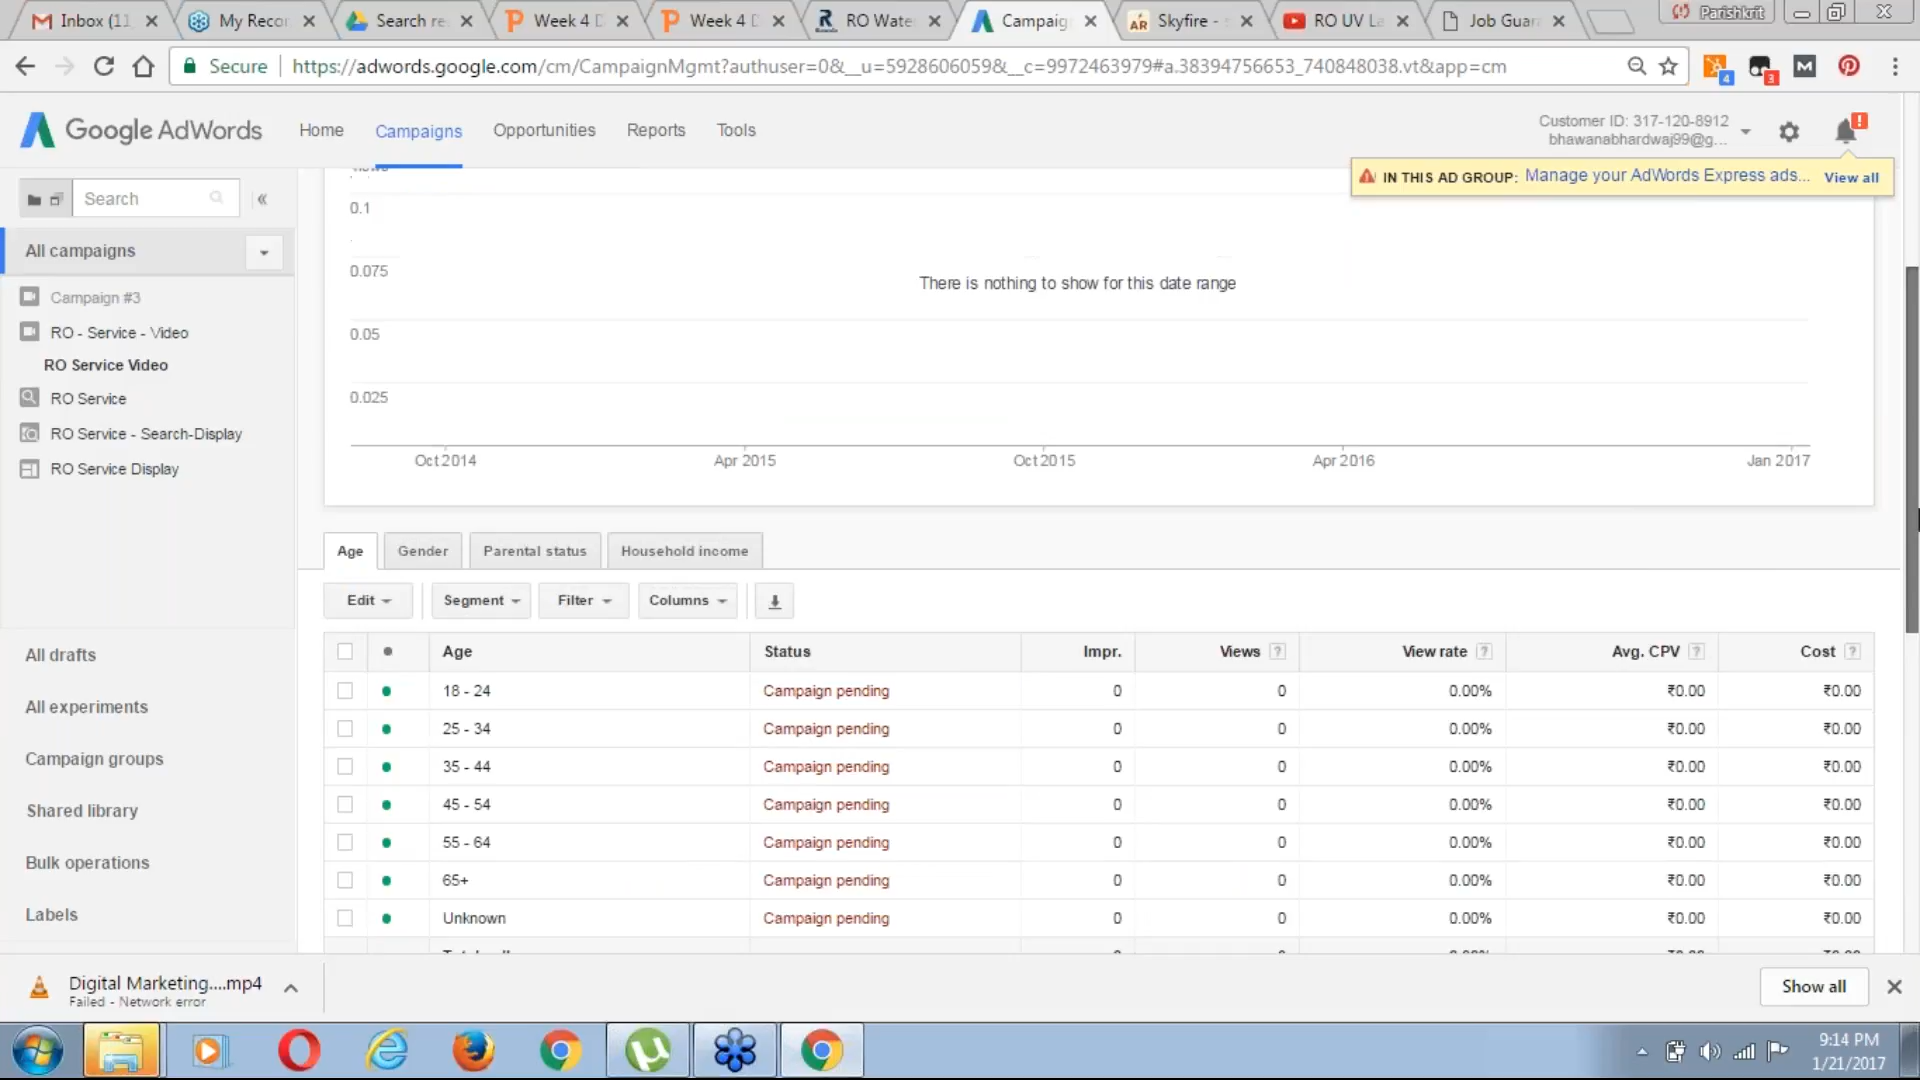 Inbox (11
My Recor
Search re
Week 4 D
Week 4 D
RO Wate
Campaig
Skyfire -
RO UV La
Job Guar
Parishkrit
Secure
https://adwords.google.com/cm/CampaignMgmt?authuser=0&__u=5928606059&__c=9972463979#a.38394756653_740848038.vt&app=cm
4
3
Google AdWords
Home
Campaigns
Opportunities
Reports
Tools
Customer ID: 317-120-8912
bhawanabhardwaj99@g...
IN THIS AD GROUP: Manage your AdWords Express ads... View all
Search
All campaigns
Campaign #3
RO - Service - Video
RO Service Video
RO Service
RO Service - Search-Display
RO Service Display
All drafts
All experiments
Campaign groups
Shared library
Bulk operations
Labels
0.1
0.075
0.05
0.025
There is nothing to show for this date range
Oct 2014 Apr 2015 Oct 2015 Apr 2016 Jan 2017
Age Gender Parental status Household income
Edit Segment Filter Columns
Age Status Impr. Views ? View rate ? Avg. CPV ? Cost ?
18 - 24 Campaign pending 0 0 0.00% ₹0.00 ₹0.00
25 - 34 Campaign pending 0 0 0.00% ₹0.00 ₹0.00
35 - 44 Campaign pending 0 0 0.00% ₹0.00 ₹0.00
45 - 54 Campaign pending 0 0 0.00% ₹0.00 ₹0.00
55 - 64 Campaign pending 0 0 0.00% ₹0.00 ₹0.00
65+ Campaign pending 0 0 0.00% ₹0.00 ₹0.00
Unknown Campaign pending 0 0 0.00% ₹0.00 ₹0.00
Digital Marketing....mp4
Failed - Network error
Show all
9:14 PM
1/21/2017